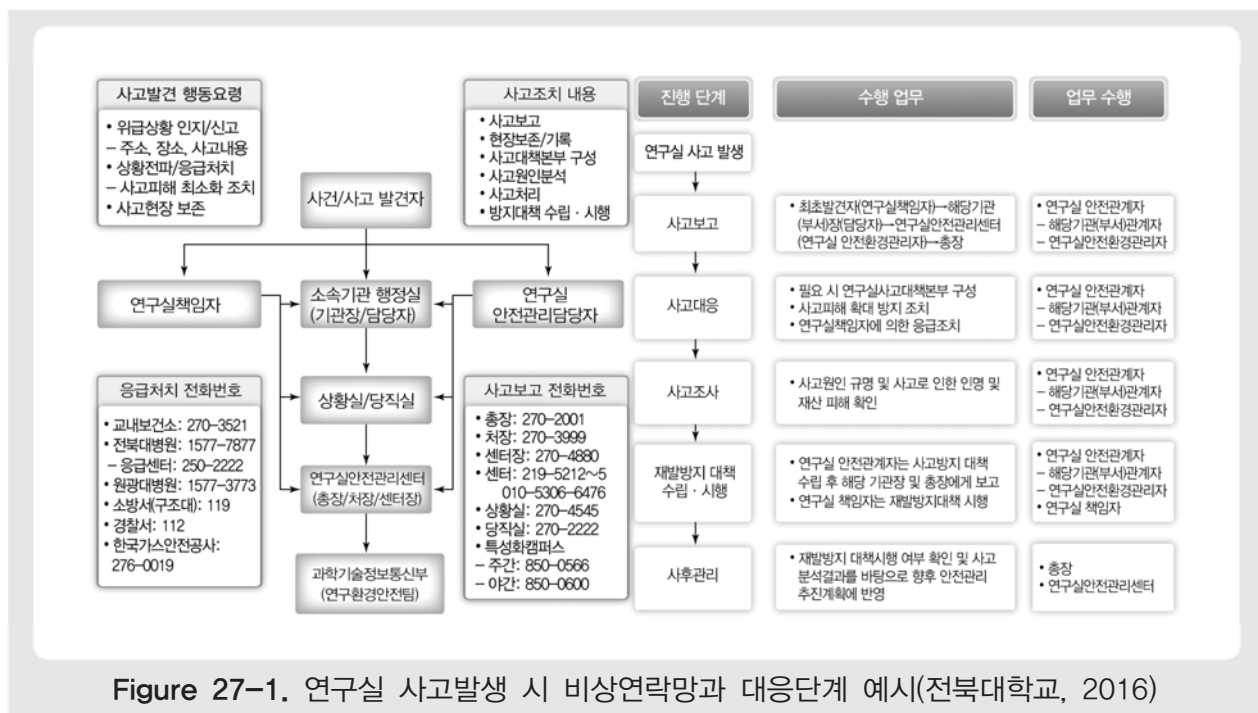 사고발견 행동요령
• 위급상황 인지/신고
– 주소, 장소, 사고내용
• 상황전파/응급처치
– 사고피해 최소화 조치
• 사고현장 보존
사건/사고 발견자
사고조치 내용
• 사고보고
• 현장보존/기록
• 사고대책본부 구성
• 사고원인분석
• 사고처리
• 방지대책 수립 · 시행
연구실책임자
소속기관 행정실
(기관장/담당자)
연구실
안전관리담당자
상황실/당직실
연구실안전관리센터
(총장/처장/센터장)
과학기술정보통신부
(연구환경안전팀)
응급처치 전화번호
• 교내보건소: 270–3521
• 전북대병원: 1577–7877
– 응급센터: 250–2222
• 원광대병원: 1577–3773
• 소방서(구조대): 119
• 경찰서: 112
• 한국가스안전공사:
276–0019
사고보고 전화번호
• 총장: 270–2001
• 처장: 270–3999
• 센터장: 270–4880
• 센터: 219–5212~5
010–5306–6476
• 상황실: 270–4545
• 당직실: 270–2222
• 특성화캠퍼스
– 주간: 850–0566
– 야간: 850–0600
진행 단계
수행 업무
업무 수행
연구실 사고 발생
사고보고
• 최초발견자(연구실책임자)→해당기관
(부서)장(담당자)→연구실안전관리센터
(연구실 안전환경관리자)→총장
• 연구실 안전관계자
– 해당기관(부서)관계자
– 연구실안전환경관리자
사고대응
• 필요 시 연구실사고대책본부 구성
• 사고피해 확대 방지 조치
• 연구실책임자에 의한 응급조치
• 연구실 안전관계자
– 해당기관(부서)관계자
– 연구실안전환경관리자
사고조사
• 사고원인 규명 및 사고로 인한 인명 및
재산 피해 확인
• 연구실 안전관계자
– 해당기관(부서)관계자
– 연구실안전환경관리자
재발방지 대책
수립 · 시행
• 연구실 안전관계자는 사고방지 대책
수립 후 해당 기관장 및 총장에게 보고
• 연구실 책임자는 재발방지대책 시행
• 연구실 안전관계자
– 해당기관(부서)관계자
– 연구실안전환경관리자
• 연구실 책임자
사후관리
• 재발방지 대책시행 여부 확인 및 사고
분석결과를 바탕으로 향후 안전관리
추진계획에 반영
• 총장
• 연구실안전관리센터
Figure 27–1. 연구실 사고발생 시 비상연락망과 대응단계 예시(전북대학교, 2016)